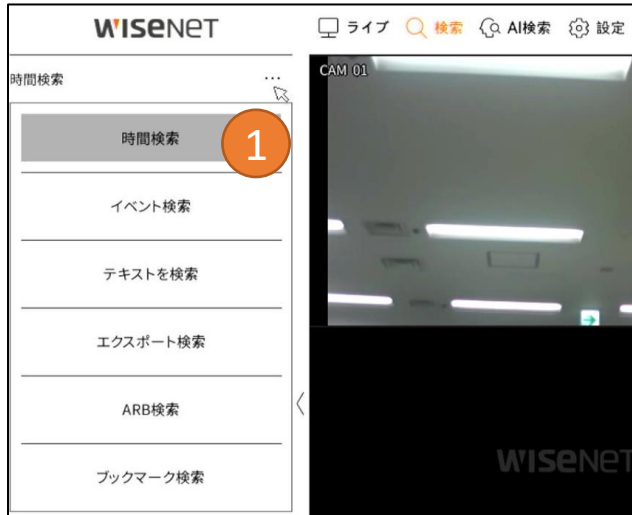 WISENET
ライブ 検索 AI検索 設定
時間検索 ...
CAM 01
時間検索
1
イベント検索
テキストを検索
エクスポート検索
ARB検索
ブックマーク検索
WISENET